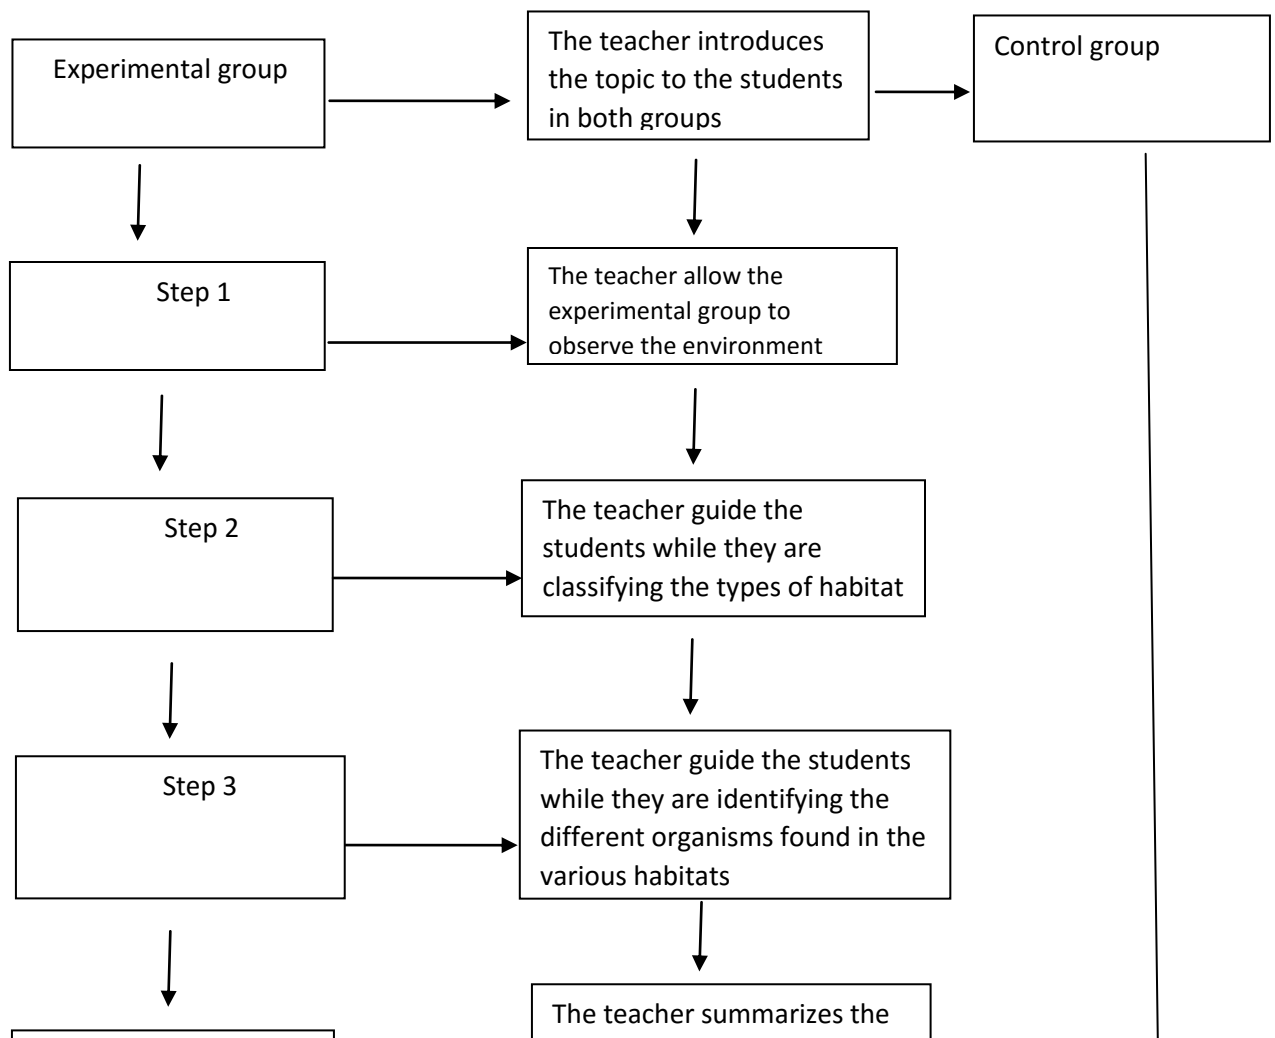 Experimental group
The teacher introduces
the topic to the students
in both groups
Control group
Step 1
The teacher allow the
experimental group to
observe the environment
Step 2
The teacher guide the
students while they are
classifying the types of habitat
Step 3
The teacher guide the students
while they are identifying the
different organisms found in the
various habitats
The teacher summarizes the